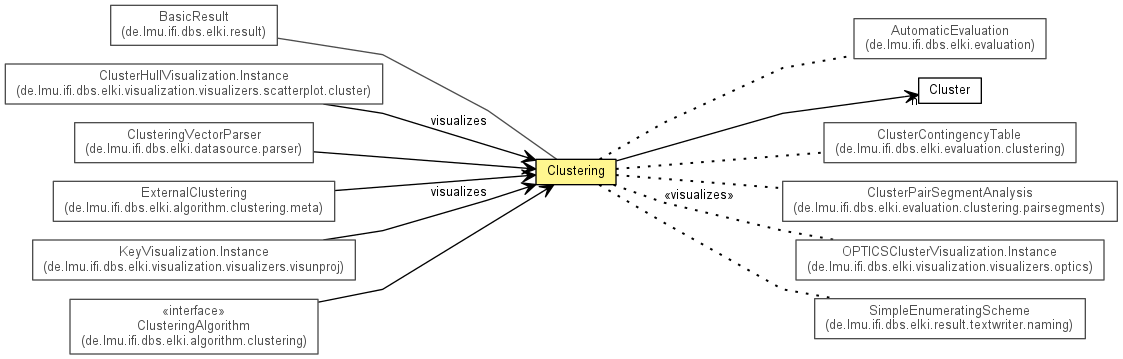 BasicResult
(de.lmu.ifi.dbs.elki.result)
ClusterHullVisualization.Instance
(de.lmu.ifi.dbs.elki.visualization.visualizers.scatterplot.cluster)
visualizes
ClusteringVectorParser
(de.lmu.ifi.dbs.elki.datasource.parser)
ExternalClustering
(de.lmu.ifi.dbs.elki.algorithm.clustering.meta)
visualizes
KeyVisualization.Instance
(de.lmu.ifi.dbs.elki.visualization.visualizers.visunproj)
«interface»
ClusteringAlgorithm
(de.lmu.ifi.dbs.elki.algorithm.clustering)
Clustering
AutomaticEvaluation
(de.lmu.ifi.dbs.elki.evaluation)
Cluster
n
ClusterContingencyTable
(de.lmu.ifi.dbs.elki.evaluation.clustering)
ClusterPairSegmentAnalysis
(de.lmu.ifi.dbs.elki.evaluation.clustering.pairsegments)
«visualizes»
OPTICSClusterVisualization.Instance
(de.lmu.ifi.dbs.elki.visualization.visualizers.optics)
SimpleEnumeratingScheme
(de.lmu.ifi.dbs.elki.result.textwriter.naming)